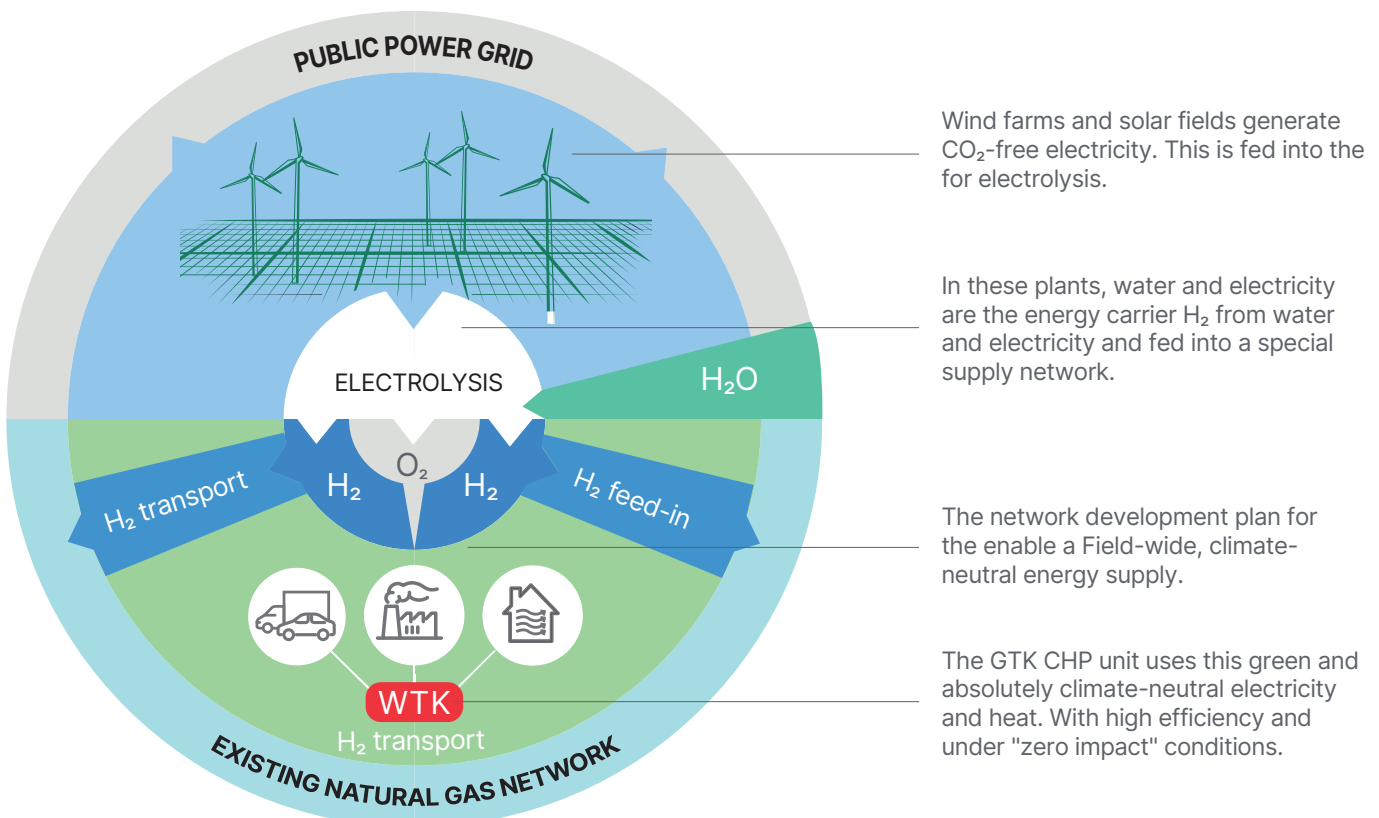 PUBLIC POWER GRID
ELECTROLYSIS
H₂O
O₂
H₂
H₂
H₂ transport
H₂ feed-in
WTK
H₂ transport
EXISTING NATURAL GAS NETWORK
Wind farms and solar fields generate
CO₂-free electricity. This is fed into the
for electrolysis.
In these plants, water and electricity
are the energy carrier H₂ from water
and electricity and fed into a special
supply network.
The network development plan for
the enable a Field-wide, climate-
neutral energy supply.
The GTK CHP unit uses this green and
absolutely climate-neutral electricity
and heat. With high efficiency and
under "zero impact" conditions.